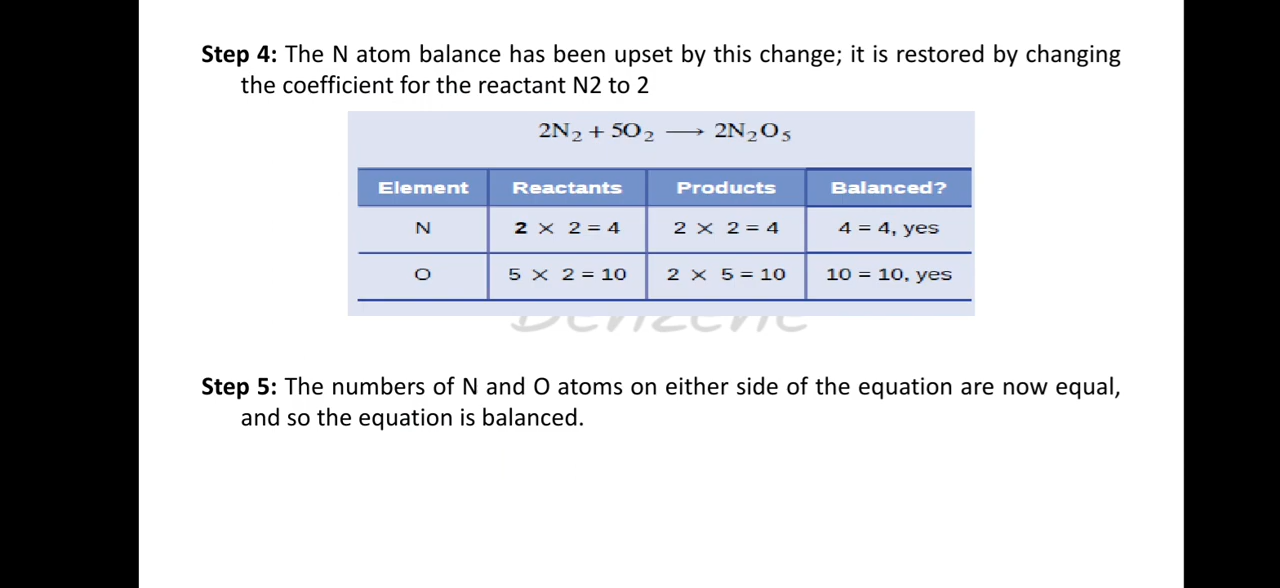 Step 4: The N atom balance has been upset by this change; it is restored by changing
the coefficient for the reactant N2 to 2
2N₂ + 5O₂ ⟶ 2N₂O₅
Element Reactants Products Balanced?
N 2 × 2 = 4 2 × 2 = 4 4 = 4, yes
O 5 × 2 = 10 2 × 5 = 10 10 = 10, yes
Benzene
Step 5: The numbers of N and O atoms on either side of the equation are now equal,
and so the equation is balanced.